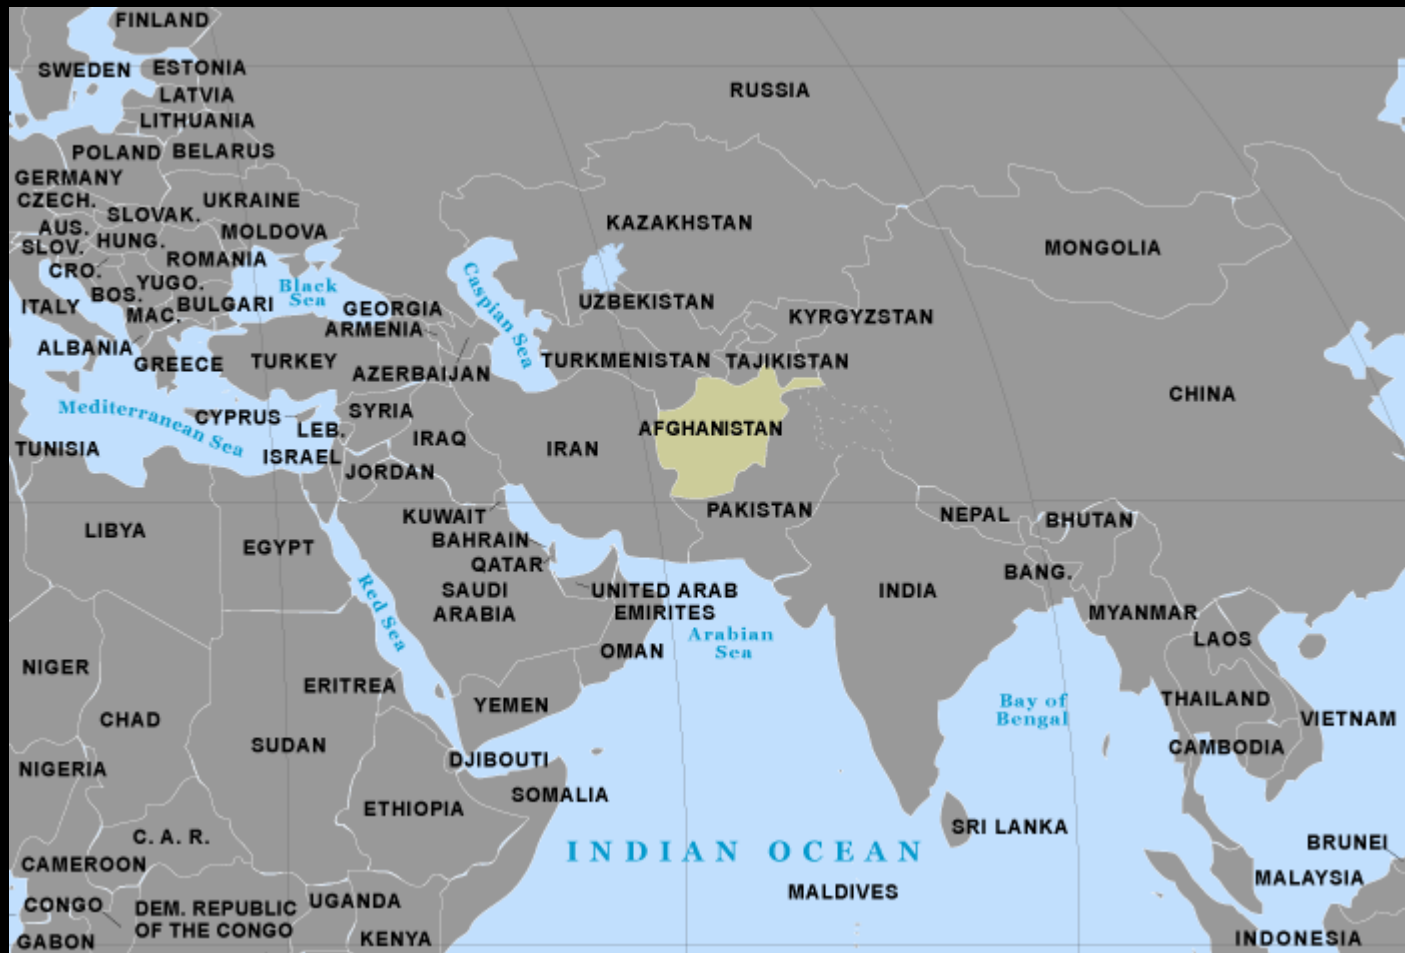 FINLAND
SWEDEN
ESTONIA
LATVIA
LITHUANIA
RUSSIA
POLAND
BELARUS
GERMANY
CZECH.
UKRAINE
SLOVAK.
AUS.
HUNG.
MOLDOVA
SLOV.
CRO.
ROMANIA
KAZAKHSTAN
MONGOLIA
ITALY
BOS.
YUGO.
MAC.
BULGARI
Black
Sea
GEORGIA
ARMENIA
Caspian Sea
UZBEKISTAN
KYRGYZSTAN
ALBANIA
GREECE
TURKEY
AZERBAIJAN
TURKMENISTAN
TAJIKISTAN
CHINA
Mediterranean Sea
CYPRUS
SYRIA
LEB.
IRAQ
AFGHANISTAN
TUNISIA
ISRAEL
JORDAN
IRAN
KUWAIT
PAKISTAN
NEPAL
BHUTAN
LIBYA
EGYPT
BAHRAIN
QATAR
BANG.
Red Sea
SAUDI
ARABIA
UNITED ARAB
EMIRITES
INDIA
MYANMAR
Arabian
Sea
LAOS
OMAN
NIGER
ERITREA
YEMEN
Bay of
Bengal
THAILAND
CHAD
VIETNAM
SUDAN
CAMBODIA
NIGERIA
DJIBOUTI
SOMALIA
ETHIOPIA
SRI LANKA
C. A. R.
INDIAN OCEAN
BRUNEI
CAMEROON
MALAYSIA
MALDIVES
CONGO
DEM. REPUBLIC
OF THE CONGO
UGANDA
GABON
KENYA
INDONESIA